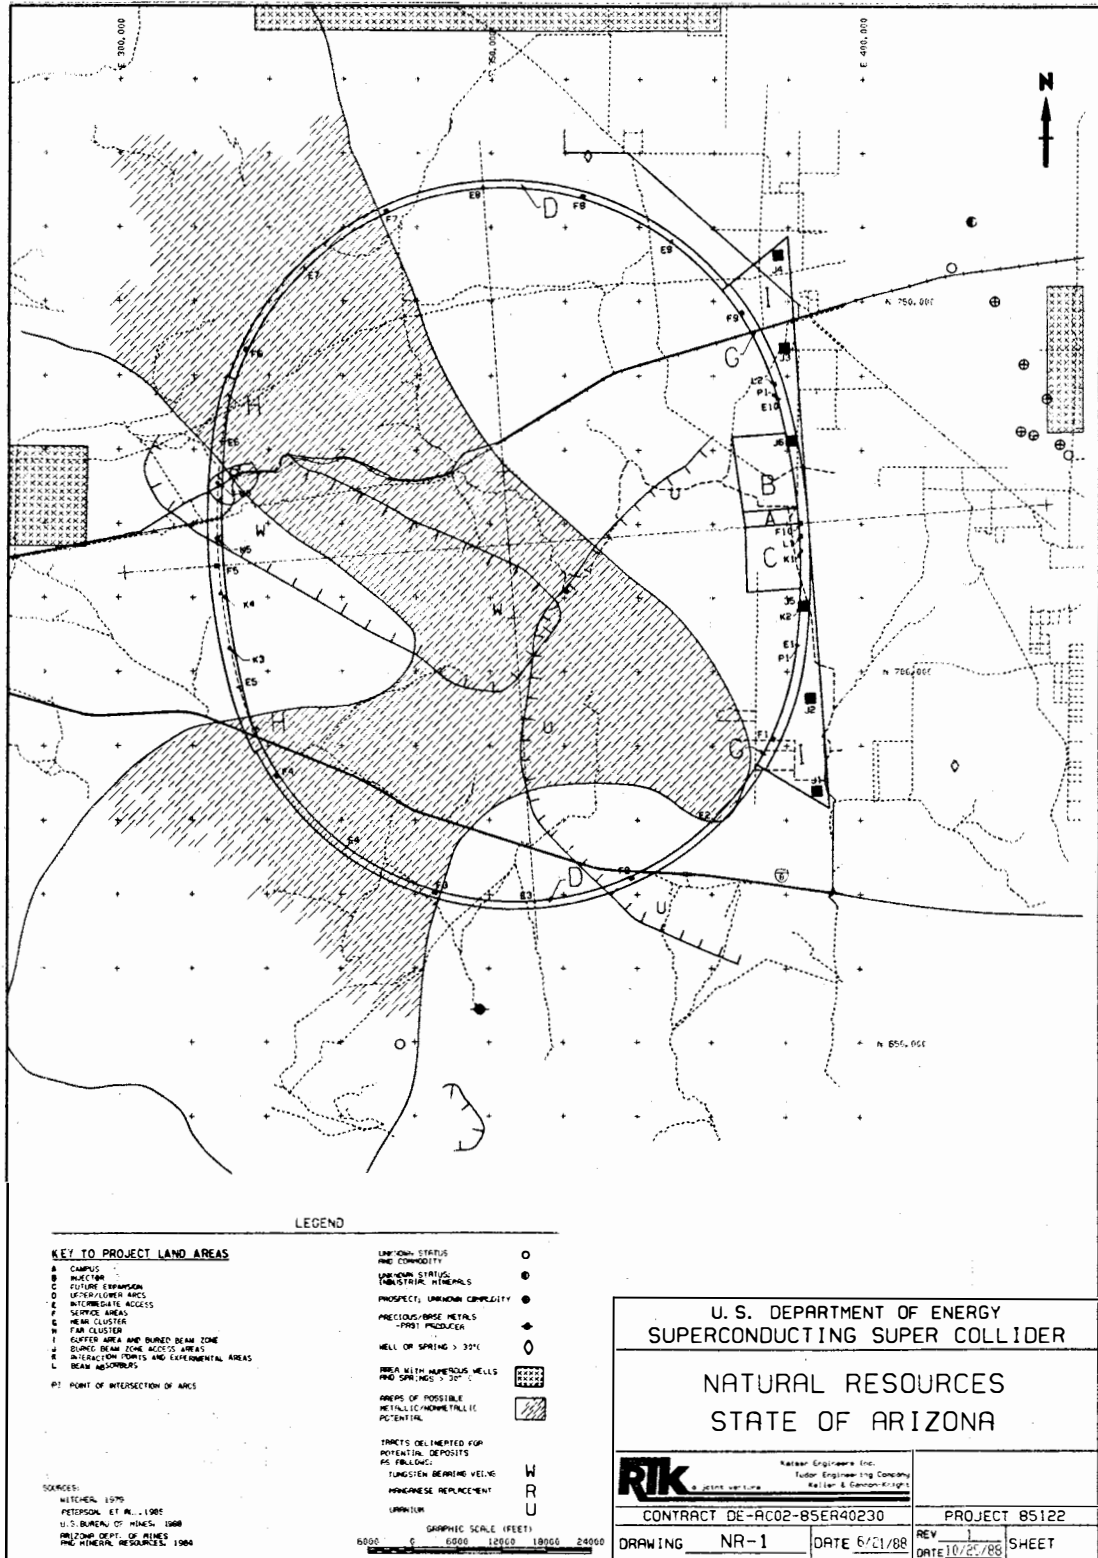 E 300,000
E 400,000
N
E8
D
F8
F7
E9
E7
J4
I
N 750,000
F9
G
J3
F6
L2
P1
E10
H
E6
J6
B
U
A
W
F10
L1
K1
C
F5
K4
J5
K2
W
E1
P1
K3
E5
N 700,000
J2
H
U
F1
G
I
F4
J1
E2
E4
D
F3
E3
U
N 650,000
LEGEND
KEY TO PROJECT LAND AREAS
A CAMPUS
B INJECTOR
C FUTURE EXPANSION
D UPPER/LOWER ARCS
E INTERMEDIATE ACCESS
F SERVICE AREAS
G NEAR CLUSTER
H FAR CLUSTER
I BUFFER AREA AND BURIED BEAM ZONE
J BURIED BEAM ZONE ACCESS AREAS
K INTERACTION POINTS AND EXPERIMENTAL AREAS
L BEAM ABSORBERS
P1 POINT OF INTERSECTION OF ARCS
UNKNOWN STATUS
AND COMMODITY
UNKNOWN STATUS:
INDUSTRIAL MINERALS
PROSPECT: UNKNOWN COMMODITY
PRECIOUS/BASE METALS
-PAST PRODUCER
WELL OR SPRING > 30°C
AREA WITH NUMEROUS WELLS
AND SPRINGS > 30° C
AREAS OF POSSIBLE
METALLIC/NONMETALLIC
POTENTIAL
TRACTS DELINEATED FOR
POTENTIAL DEPOSITS
AS FOLLOWS:
TUNGSTEN BEARING VEINS W
MANGANESE REPLACEMENT R
URANIUM U
SOURCES:
WITCHER, 1979
PETERSON, ET AL., 1985
U.S. BUREAU OF MINES, 1988
ARIZONA DEPT. OF MINES
AND MINERAL RESOURCES, 1984
GRAPHIC SCALE (FEET)
6000 0 6000 12000 18000 24000
U. S. DEPARTMENT OF ENERGY
SUPERCONDUCTING SUPER COLLIDER
NATURAL RESOURCES
STATE OF ARIZONA
RTK a joint venture
Kaiser Engineers Inc.
Tudor Engineering Company
Keller & Gannon-Knight
CONTRACT DE-AC02-85ER40230
PROJECT 85122
DRAWING NR-1
DATE 6/21/88
REV 1
DATE 10/25/88
SHEET